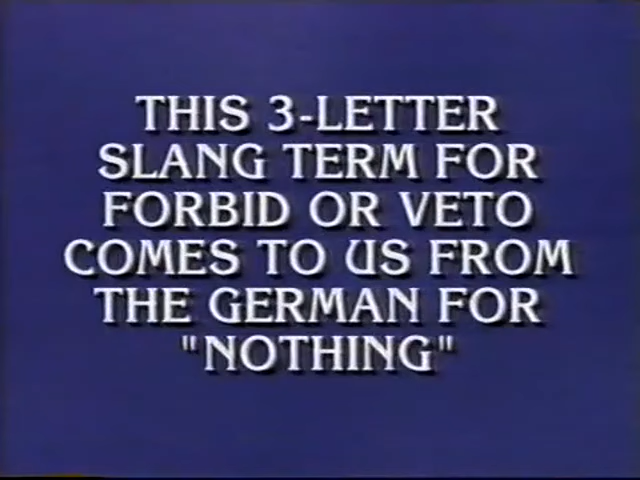 THIS 3-LETTER
SLANG TERM FOR
FORBID OR VETO
COMES TO US FROM
THE GERMAN FOR
"NOTHING"